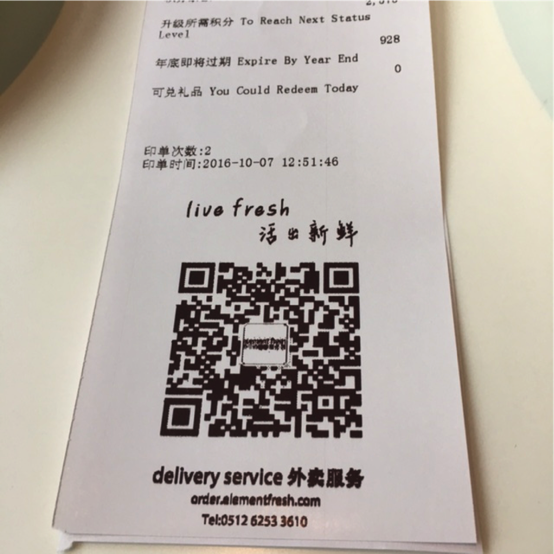 升级所需积分 To Reach Next Status
Level
928
年底即将过期 Expire By Year End
0
可兑礼品 You Could Redeem Today
印单次数:2
印单时间:2016-10-07 12:51:46
live fresh
活出新鲜
delivery service 外卖服务
order.elementfresh.com
Tel:0512 6253 3610